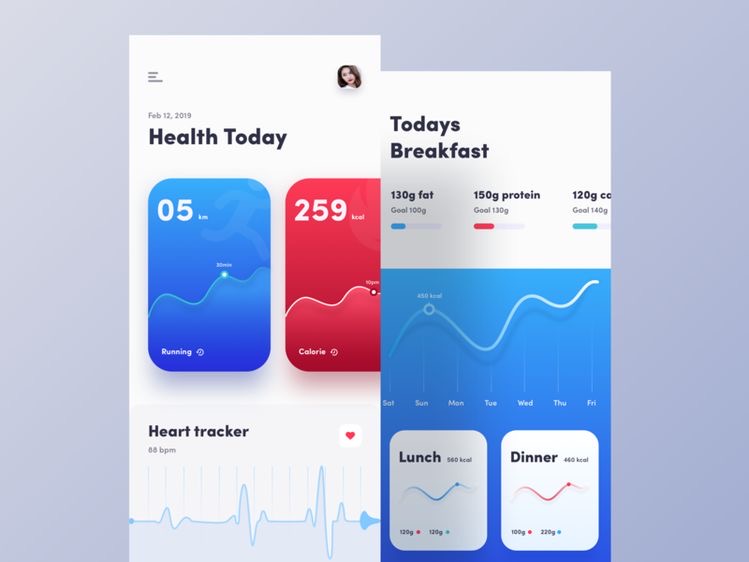 Feb 12, 2019
Health Today
05 km
30min
Running
259 kcal
10pm
Calorie
Heart tracker
88 bpm
Todays
Breakfast
130g fat
Goal 100g
150g protein
Goal 130g
120g ca
Goal 140g
450 kcal
Sat Sun Mon Tue Wed Thu Fri
Lunch 560 kcal
120g 120g
Dinner 460 kcal
100g 220g